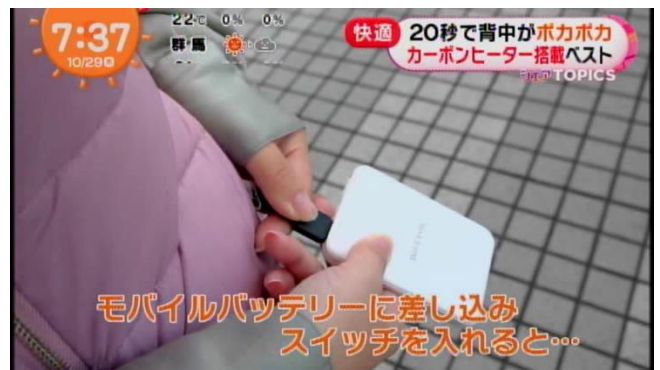 7:37
10/29
22℃ 0% 0%
群馬
快適
20秒で背中がポカポカ
カーボンヒーター搭載ベスト
TOPICS
モバイルバッテリーに差し込み
スイッチを入れると…